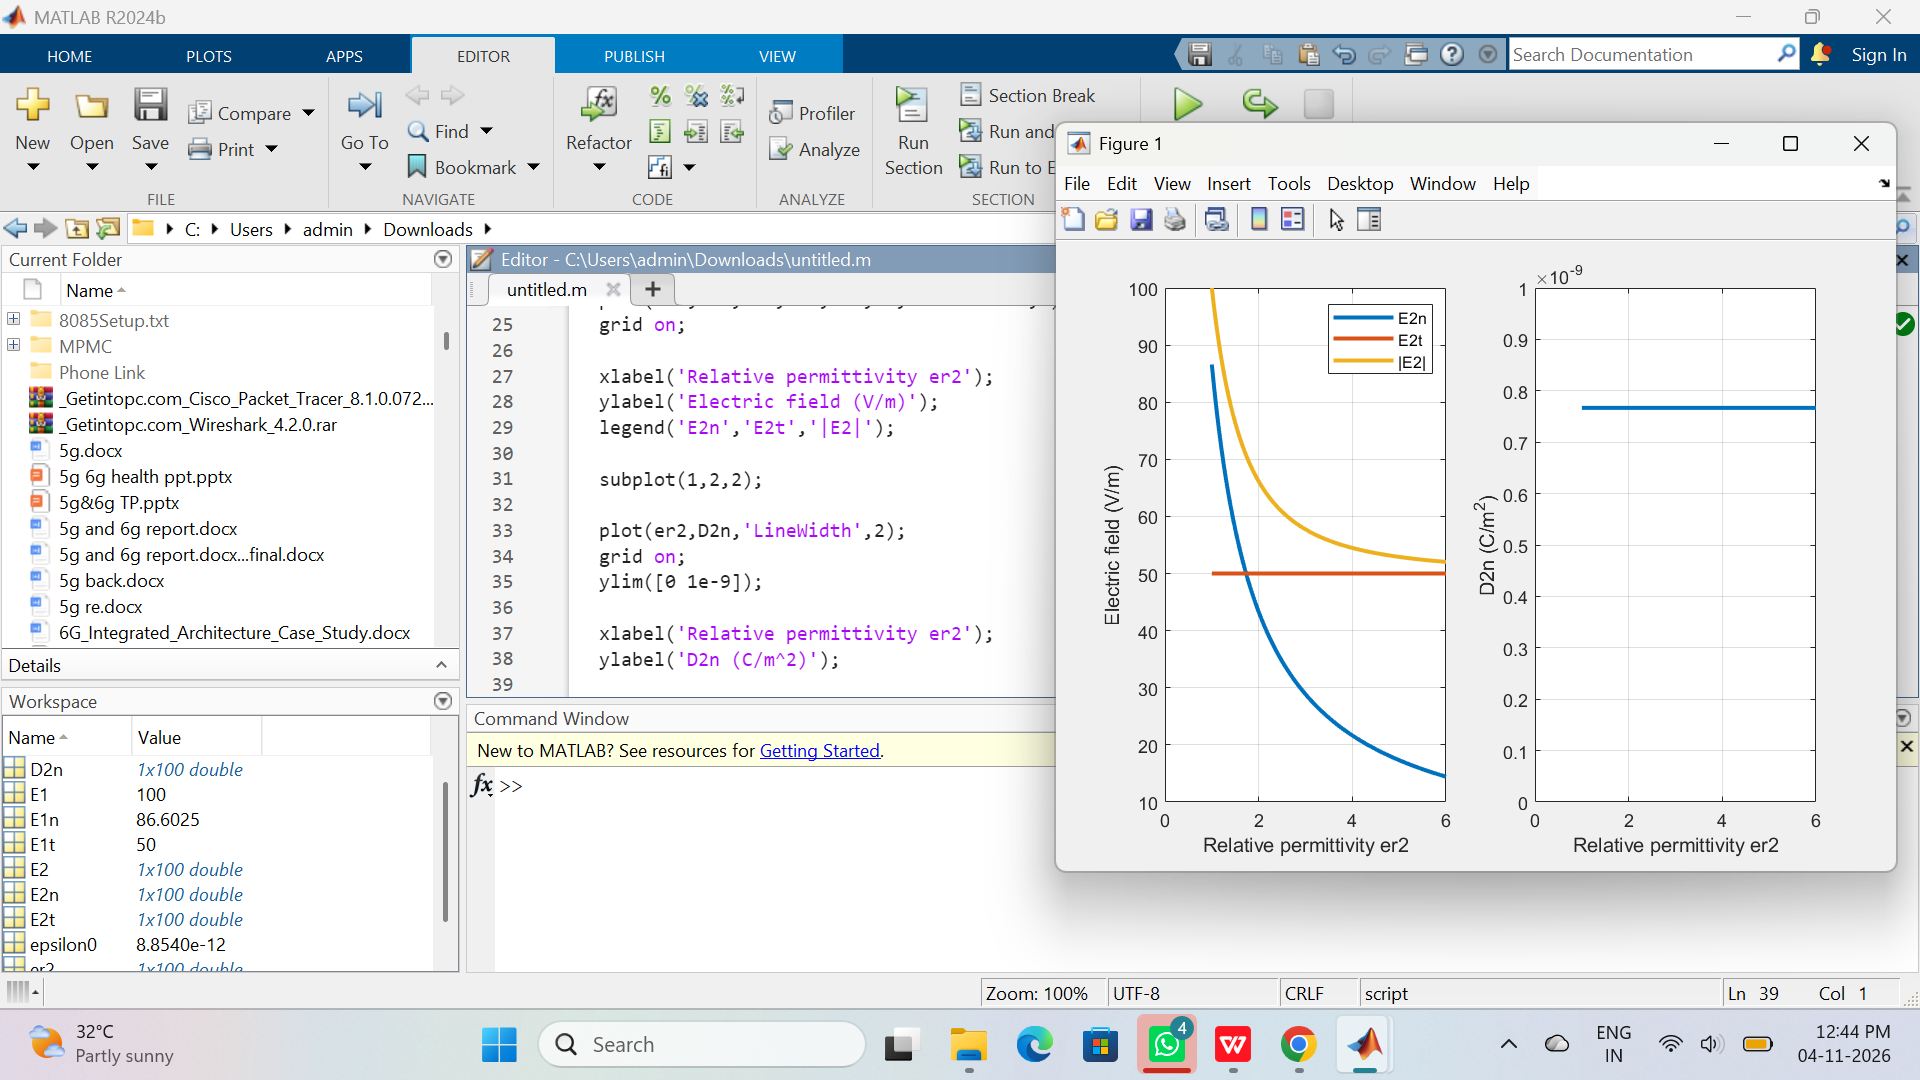 MATLAB R2024b
HOME PLOTS APPS EDITOR PUBLISH VIEW
Search Documentation
Sign In
New Open Save Compare Print
FILE
Go To Find Bookmark
NAVIGATE
Refactor
CODE
Profiler
Analyze
ANALYZE
Run Section
Section Break
Run and
Run to E
SECTION
C: Users admin Downloads
Current Folder
Name
8085Setup.txt
MPMC
Phone Link
_Getintopc.com_Cisco_Packet_Tracer_8.1.0.072...
_Getintopc.com_Wireshark_4.2.0.rar
5g.docx
5g 6g health ppt.pptx
5g&6g TP.pptx
5g and 6g report.docx
5g and 6g report.docx...final.docx
5g back.docx
5g re.docx
6G_Integrated_Architecture_Case_Study.docx
Details
Workspace
Name Value
D2n 1x100 double
E1 100
E1n 86.6025
E1t 50
E2 1x100 double
E2n 1x100 double
E2t 1x100 double
epsilon0 8.8540e-12
er2 1x100 double
Editor - C:\Users\admin\Downloads\untitled.m
untitled.m
25 grid on;
26
27 xlabel('Relative permittivity er2');
28 ylabel('Electric field (V/m)');
29 legend('E2n','E2t','|E2|');
30
31 subplot(1,2,2);
32
33 plot(er2,D2n,'LineWidth',2);
34 grid on;
35 ylim([0 1e-9]);
36
37 xlabel('Relative permittivity er2');
38 ylabel('D2n (C/m^2)');
39
Command Window
New to MATLAB? See resources for Getting Started.
fx >>
Figure 1
File Edit View Insert Tools Desktop Window Help
100
90
80
70
60
50
40
30
20
10
0 2 4 6
Electric field (V/m)
Relative permittivity er2
E2n
E2t
|E2|
×10-9
1
0.9
0.8
0.7
0.6
0.5
0.4
0.3
0.2
0.1
0
0 2 4 6
D2n (C/m2)
Relative permittivity er2
Zoom: 100% UTF-8 CRLF script Ln 39 Col 1
32°C
Partly sunny
Search
4
ENG
IN
12:44 PM
04-11-2026